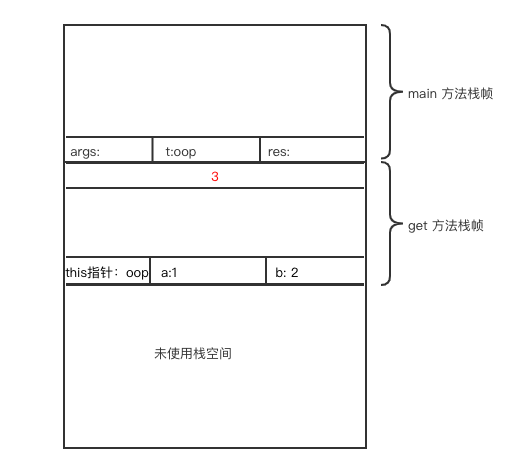 main 方法栈帧
args: t:oop res:
3
get 方法栈帧
this指针：oop a:1 b: 2
未使用栈空间